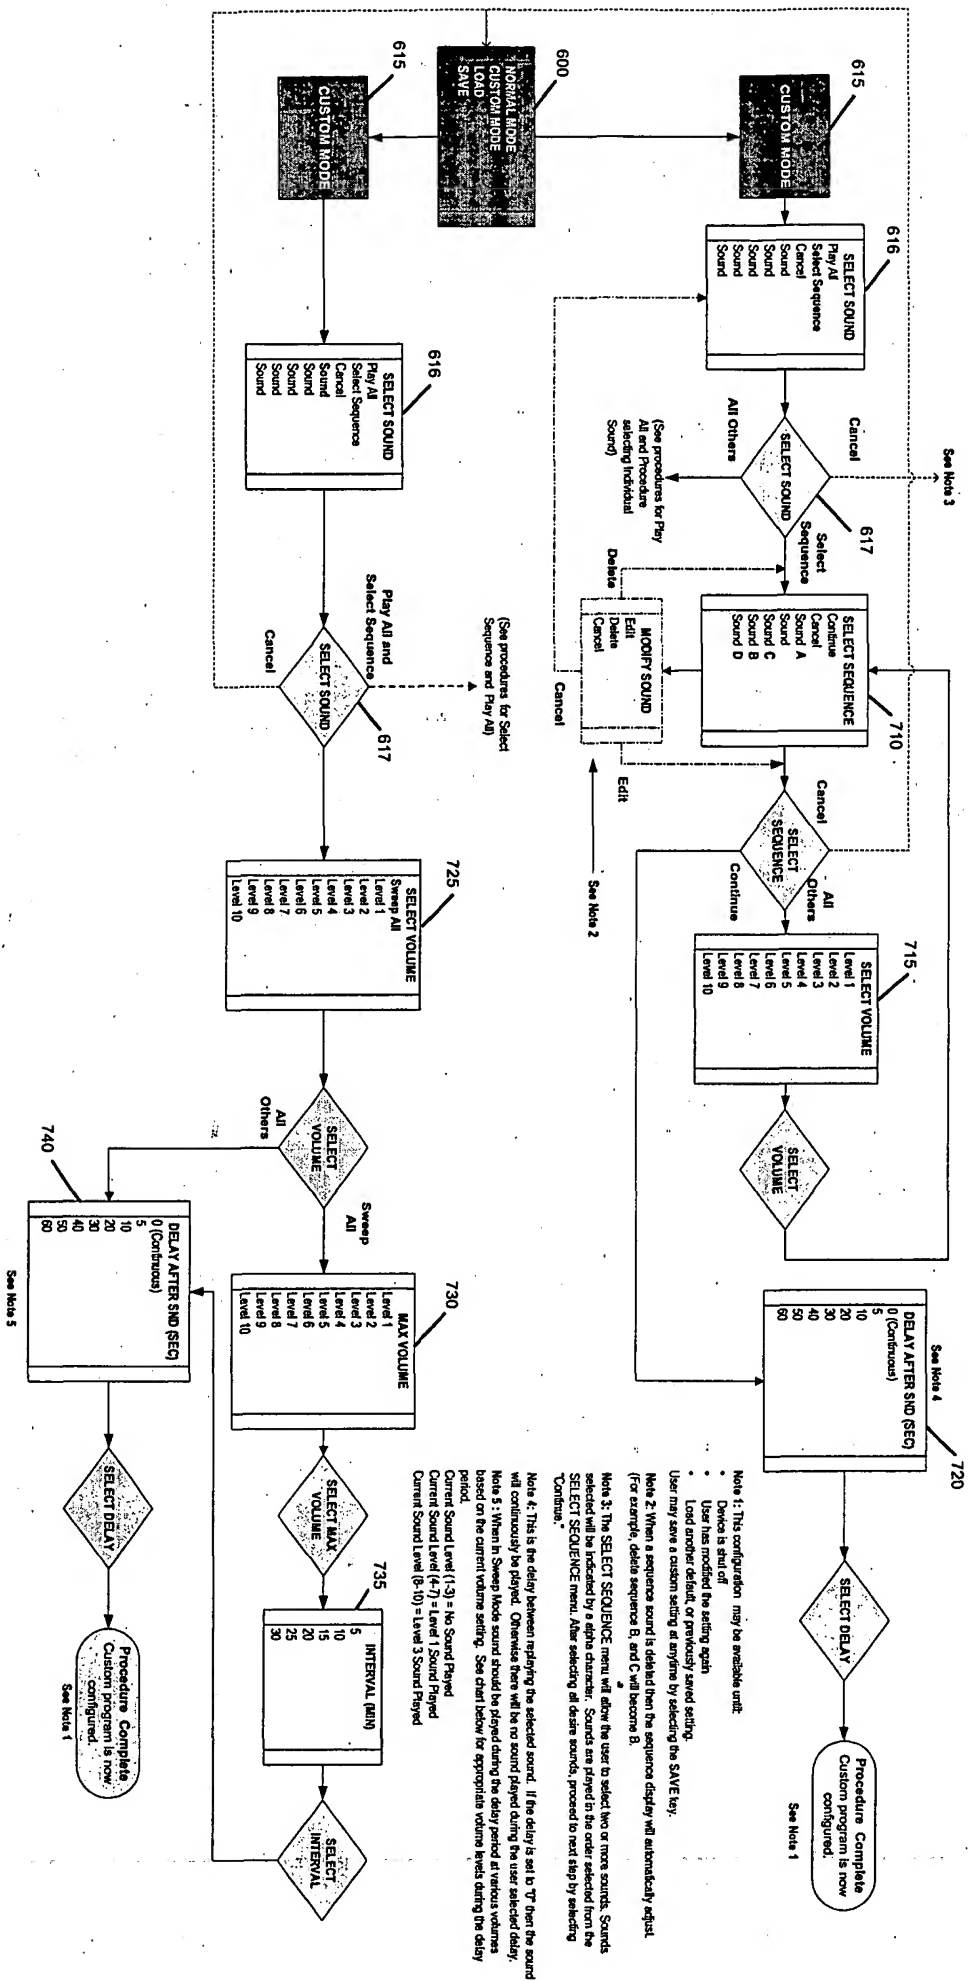 615
CUSTOM MODE
616
SELECT SOUND
Play All
Select Sequence
Cancel
Sound
Sound
Sound
Sound
SELECT SOUND
617
Cancel
See Note 3
All Others
(See procedures for Play
All and Procedure
selecting Individual
Sound)
Select
Sequence
710
SELECT SEQUENCE
Continue
Cancel
Sound A
Sound
Sound C
Sound B
Sound D
MODIFY SOUND
Edit
Delete
Cancel
Delete
Cancel
Edit
See Note 2
SELECT
SEQUENCE
Cancel
All
Others
Continue
715
SELECT VOLUME
Level 1
Level 2
Level 3
Level 4
Level 5
Level 6
Level 7
Level 8
Level 9
Level 10
SELECT
VOLUME
See Note 4
720
DELAY AFTER SND (SEC)
0 (Continuous)
5
10
20
30
40
50
60
SELECT DELAY
Procedure Complete
Custom program is now
configured.
See Note 1
600
NORMAL MODE
CUSTOM MODE
LOAD
SAVE
615
CUSTOM MODE
616
SELECT SOUND
Play All
Select Sequence
Cancel
Sound
Sound
Sound
Sound
Sound
SELECT SOUND
617
Cancel
Play All and
Select Sequence
(See procedures for Select
Sequence and Play All)
725
SELECT VOLUME
Sweep All
Level 1
Level 2
Level 3
Level 4
Level 5
Level 6
Level 7
Level 8
Level 9
Level 10
SELECT
VOLUME
All
Others
Sweep
All
730
MAX VOLUME
Level 1
Level 2
Level 3
Level 4
Level 5
Level 6
Level 7
Level 8
Level 9
Level 10
SELECT MAX
VOLUME
735
INTERVAL (MIN)
5
10
15
20
25
30
SELECT
INTERVAL
740
DELAY AFTER SND (SEC)
0 (Continuous)
5
10
20
30
40
50
60
See Note 5
SELECT DELAY
Procedure Complete
Custom program is now
configured.
See Note 1
Note 1: This configuration may be available until:
• Device is shut off
• User has modified the setting again
• Load another default, or previously saved setting.
User may save a custom setting at anytime by selecting the SAVE key.
Note 2: When a sequence sound is deleted then the sequence display will automatically adjust.
(For example, delete sequence B, and C will become B.
Note 3: The SELECT SEQUENCE menu will allow the user to select two or more sounds. Sounds
selected will be indicated by a alpha character. Sounds are played in the order selected from the
SELECT SEQUENCE menu. After selecting all desire sounds, proceed to next step by selecting
"Continue."
Note 4: This is the delay between replaying the selected sound. If the delay is set to "0" then the sound
will continuously be played. Otherwise there will be no sound played during the user selected delay.
Note 5 : When in Sweep Mode sound should be played during the delay period at various volumes
based on the current volume setting. See chart below for appropriate volume levels during the delay
period.
Current Sound Level (1-3) = No Sound Played
Current Sound Level (4-7) = Level 1 Sound Played
Current Sound Level (8-10) = Level 3 Sound Played